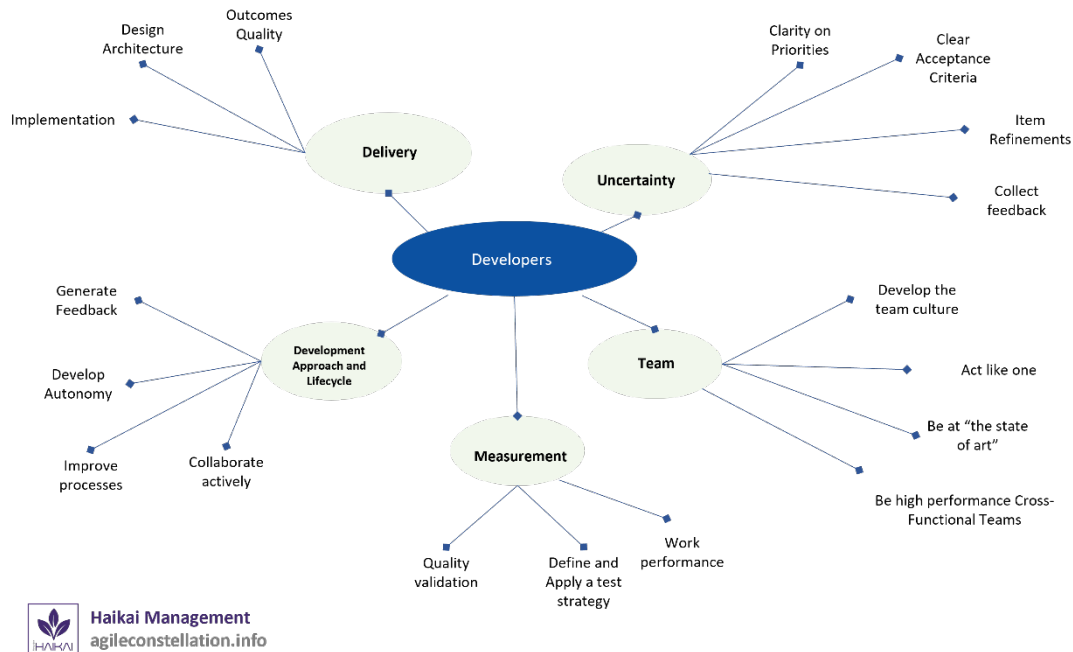 Outcomes
Quality
Design
Architecture
Implementation
Delivery
Clarity on
Priorities
Clear
Acceptance
Criteria
Item
Refinements
Collect
feedback
Uncertainty
Developers
Generate
Feedback
Develop
Autonomy
Improve
processes
Collaborate
actively
Development
Approach and
Lifecycle
Measurement
Quality
validation
Define and
Apply a test
strategy
Work
performance
Team
Develop the
team culture
Act like one
Be at “the state
of art”
Be high performance Cross-
Functional Teams
HAIKAI
Haikai Management
agileconstellation.info